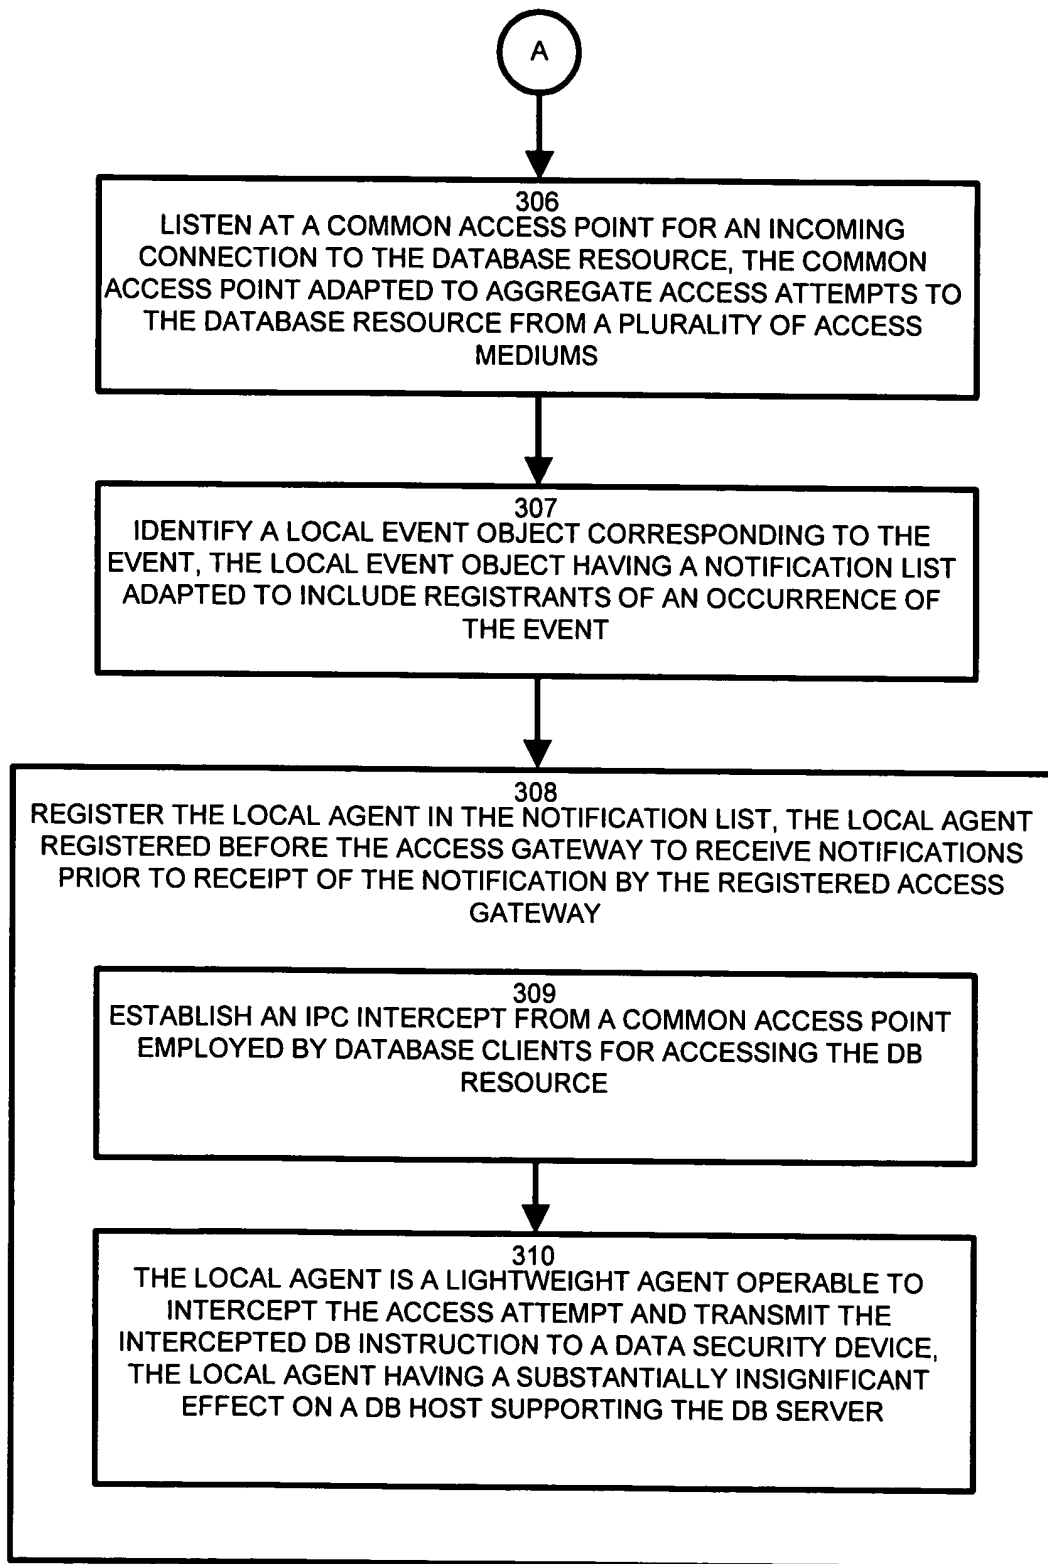 A
306
LISTEN AT A COMMON ACCESS POINT FOR AN INCOMING
CONNECTION TO THE DATABASE RESOURCE, THE COMMON
ACCESS POINT ADAPTED TO AGGREGATE ACCESS ATTEMPTS TO
THE DATABASE RESOURCE FROM A PLURALITY OF ACCESS
MEDIUMS
307
IDENTIFY A LOCAL EVENT OBJECT CORRESPONDING TO THE
EVENT, THE LOCAL EVENT OBJECT HAVING A NOTIFICATION LIST
ADAPTED TO INCLUDE REGISTRANTS OF AN OCCURRENCE OF
THE EVENT
308
REGISTER THE LOCAL AGENT IN THE NOTIFICATION LIST, THE LOCAL AGENT
REGISTERED BEFORE THE ACCESS GATEWAY TO RECEIVE NOTIFICATIONS
PRIOR TO RECEIPT OF THE NOTIFICATION BY THE REGISTERED ACCESS
GATEWAY
309
ESTABLISH AN IPC INTERCEPT FROM A COMMON ACCESS POINT
EMPLOYED BY DATABASE CLIENTS FOR ACCESSING THE DB
RESOURCE
310
THE LOCAL AGENT IS A LIGHTWEIGHT AGENT OPERABLE TO
INTERCEPT THE ACCESS ATTEMPT AND TRANSMIT THE
INTERCEPTED DB INSTRUCTION TO A DATA SECURITY DEVICE,
THE LOCAL AGENT HAVING A SUBSTANTIALLY INSIGNIFICANT
EFFECT ON A DB HOST SUPPORTING THE DB SERVER